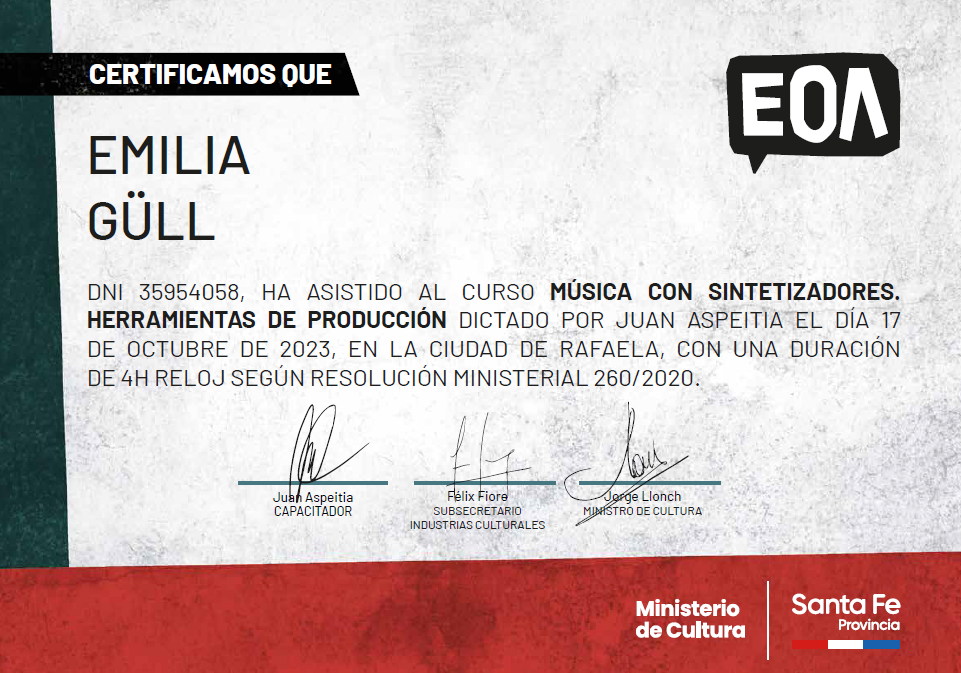 CERTIFICAMOS QUE
EOA
EMILIA
GÜLL
DNI 35954058, HA ASISTIDO AL CURSO MÚSICA CON SINTETIZADORES.
HERRAMIENTAS DE PRODUCCIÓN DICTADO POR JUAN ASPEITIA EL DÍA 17
DE OCTUBRE DE 2023, EN LA CIUDAD DE RAFAELA, CON UNA DURACIÓN
DE 4H RELOJ SEGÚN RESOLUCIÓN MINISTERIAL 260/2020.
Juan Aspeitia
CAPACITADOR
Félix Fiore
SUBSECRETARIO
INDUSTRIAS CULTURALES
Jorge Llonch
MINISTRO DE CULTURA
Ministerio
de Cultura
Santa Fe
Provincia